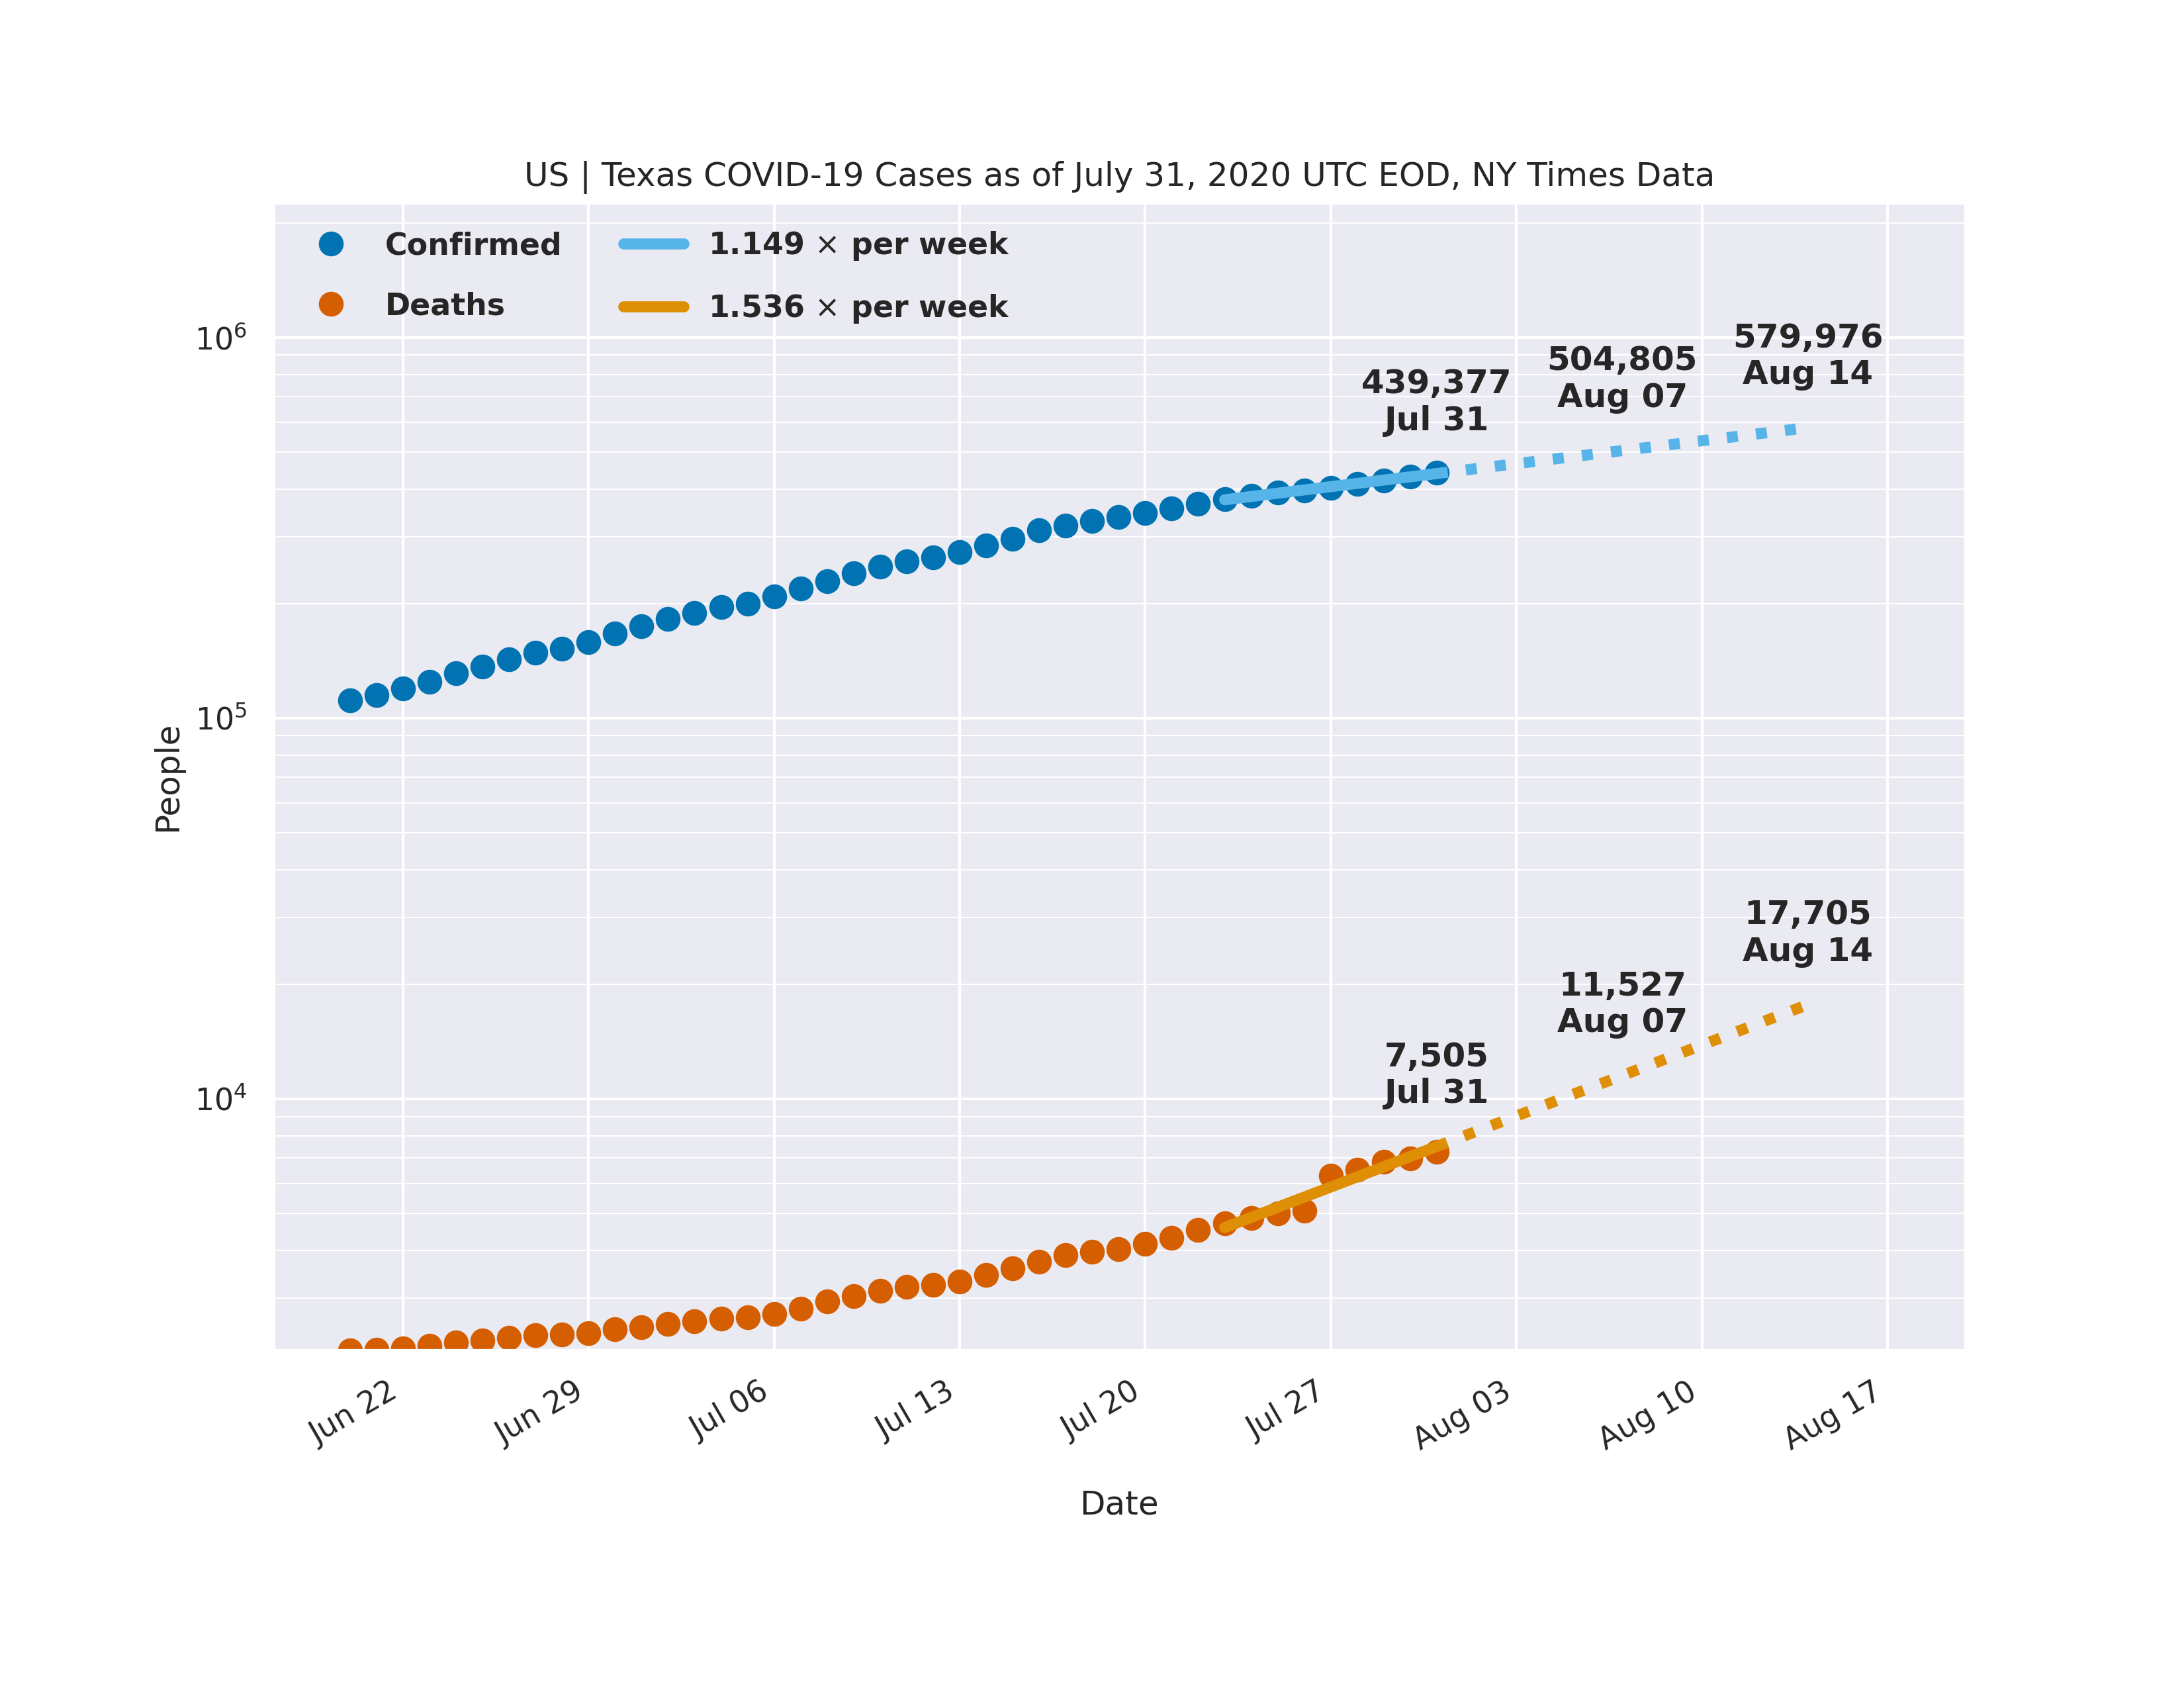 US | Texas COVID-19 Cases as of July 31, 2020 UTC EOD, NY Times Data
Confirmed
Deaths
1.149 × per week
1.536 × per week
10⁶
10⁵
10⁴
People
439,377
Jul 31
504,805
Aug 07
579,976
Aug 14
7,505
Jul 31
11,527
Aug 07
17,705
Aug 14
Jun 22
Jun 29
Jul 06
Jul 13
Jul 20
Jul 27
Aug 03
Aug 10
Aug 17
Date